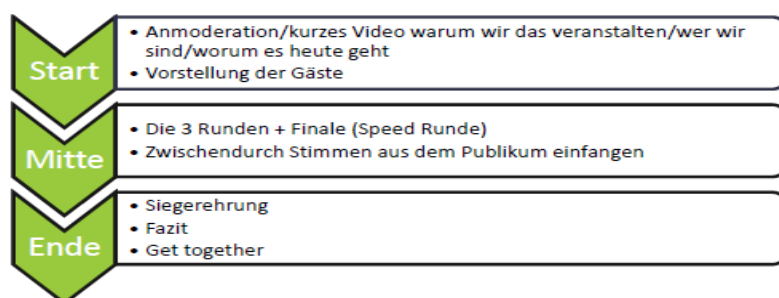 Start
• Anmoderation/kurzes Video warum wir das veranstalten/wer wir
sind/worum es heute geht
• Vorstellung der Gäste
Mitte
• Die 3 Runden + Finale (Speed Runde)
• Zwischendurch Stimmen aus dem Publikum einfangen
Ende
• Siegerehrung
• Fazit
• Get together